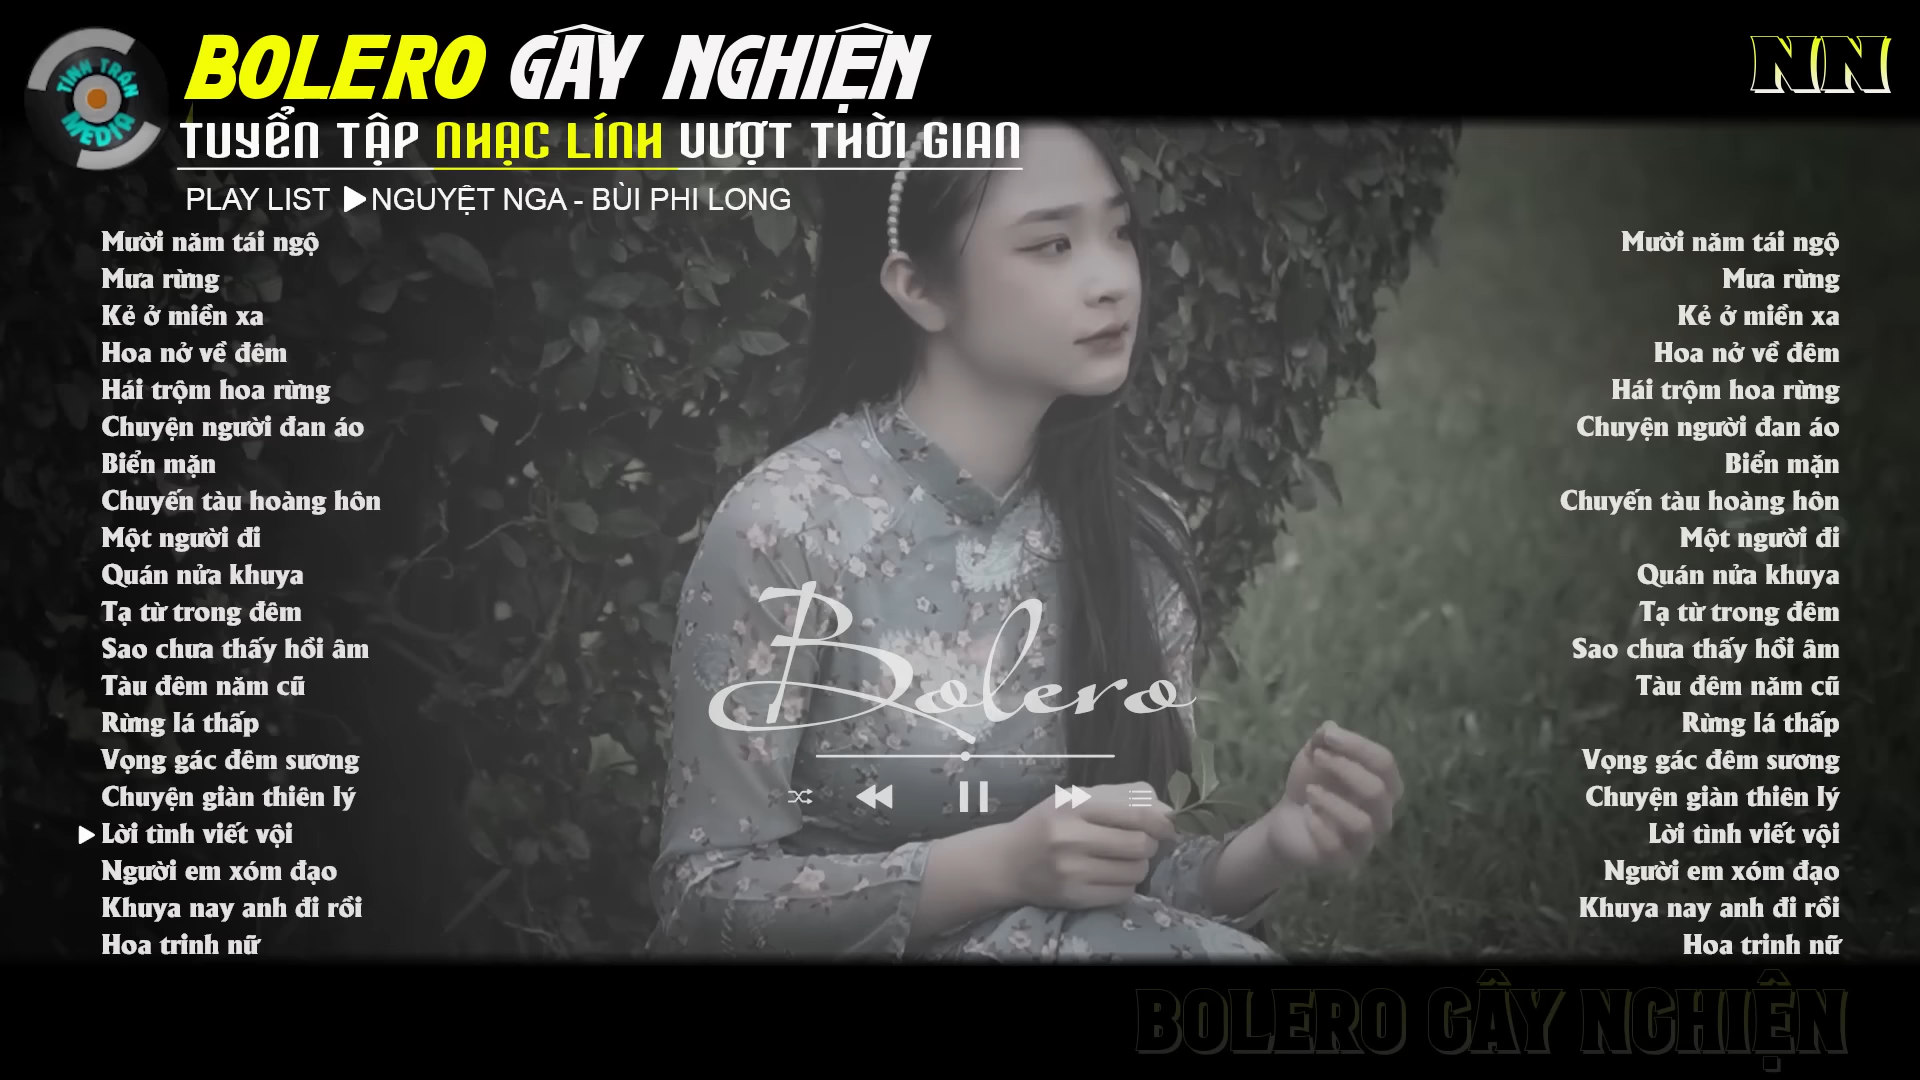 TÌNH TRẦN
MEDIA
BOLERO GÂY NGHIỆN
NN
TUYỂN TẬP NHẠC LÍNH VƯỢT THỜI GIAN
PLAY LIST ▶NGUYỆT NGA - BÙI PHI LONG
Mười năm tái ngộ
Mưa rừng
Kẻ ở miền xa
Hoa nở về đêm
Hái trộm hoa rừng
Chuyện người đan áo
Biển mặn
Chuyến tàu hoàng hôn
Một người đi
Quán nửa khuya
Tạ từ trong đêm
Sao chưa thấy hồi âm
Tàu đêm năm cũ
Rừng lá thấp
Vọng gác đêm sương
Chuyện giàn thiên lý
Lời tình viết vội
Người em xóm đạo
Khuya nay anh đi rồi
Hoa trinh nữ
Bolero
Mười năm tái ngộ
Mưa rừng
Kẻ ở miền xa
Hoa nở về đêm
Hái trộm hoa rừng
Chuyện người đan áo
Biển mặn
Chuyến tàu hoàng hôn
Một người đi
Quán nửa khuya
Tạ từ trong đêm
Sao chưa thấy hồi âm
Tàu đêm năm cũ
Rừng lá thấp
Vọng gác đêm sương
Chuyện giàn thiên lý
Lời tình viết vội
Người em xóm đạo
Khuya nay anh đi rồi
Hoa trinh nữ
BOLERO GÂY NGHIỆN